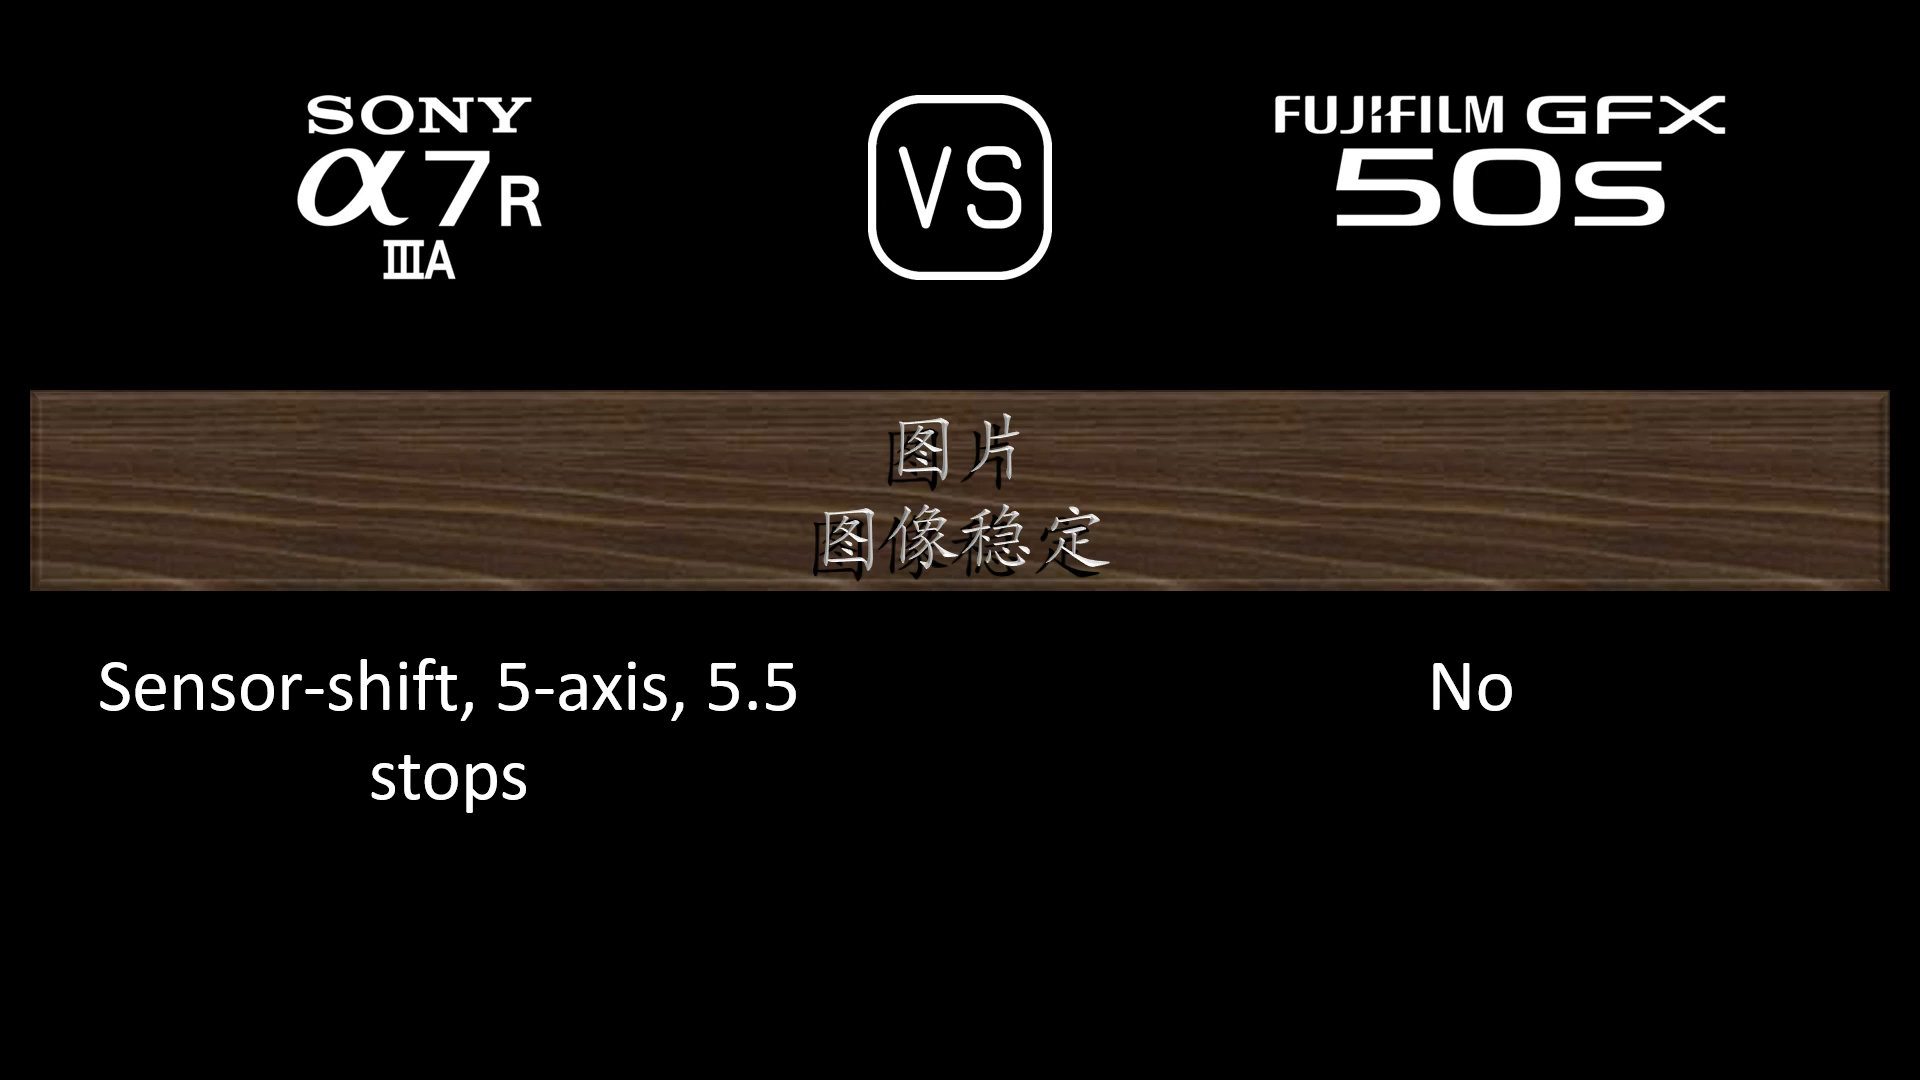 SONY
α7R
IIIA
VS
FUJIFILM GFX
50S
图片
图像稳定
Sensor-shift, 5-axis, 5.5
stops
No